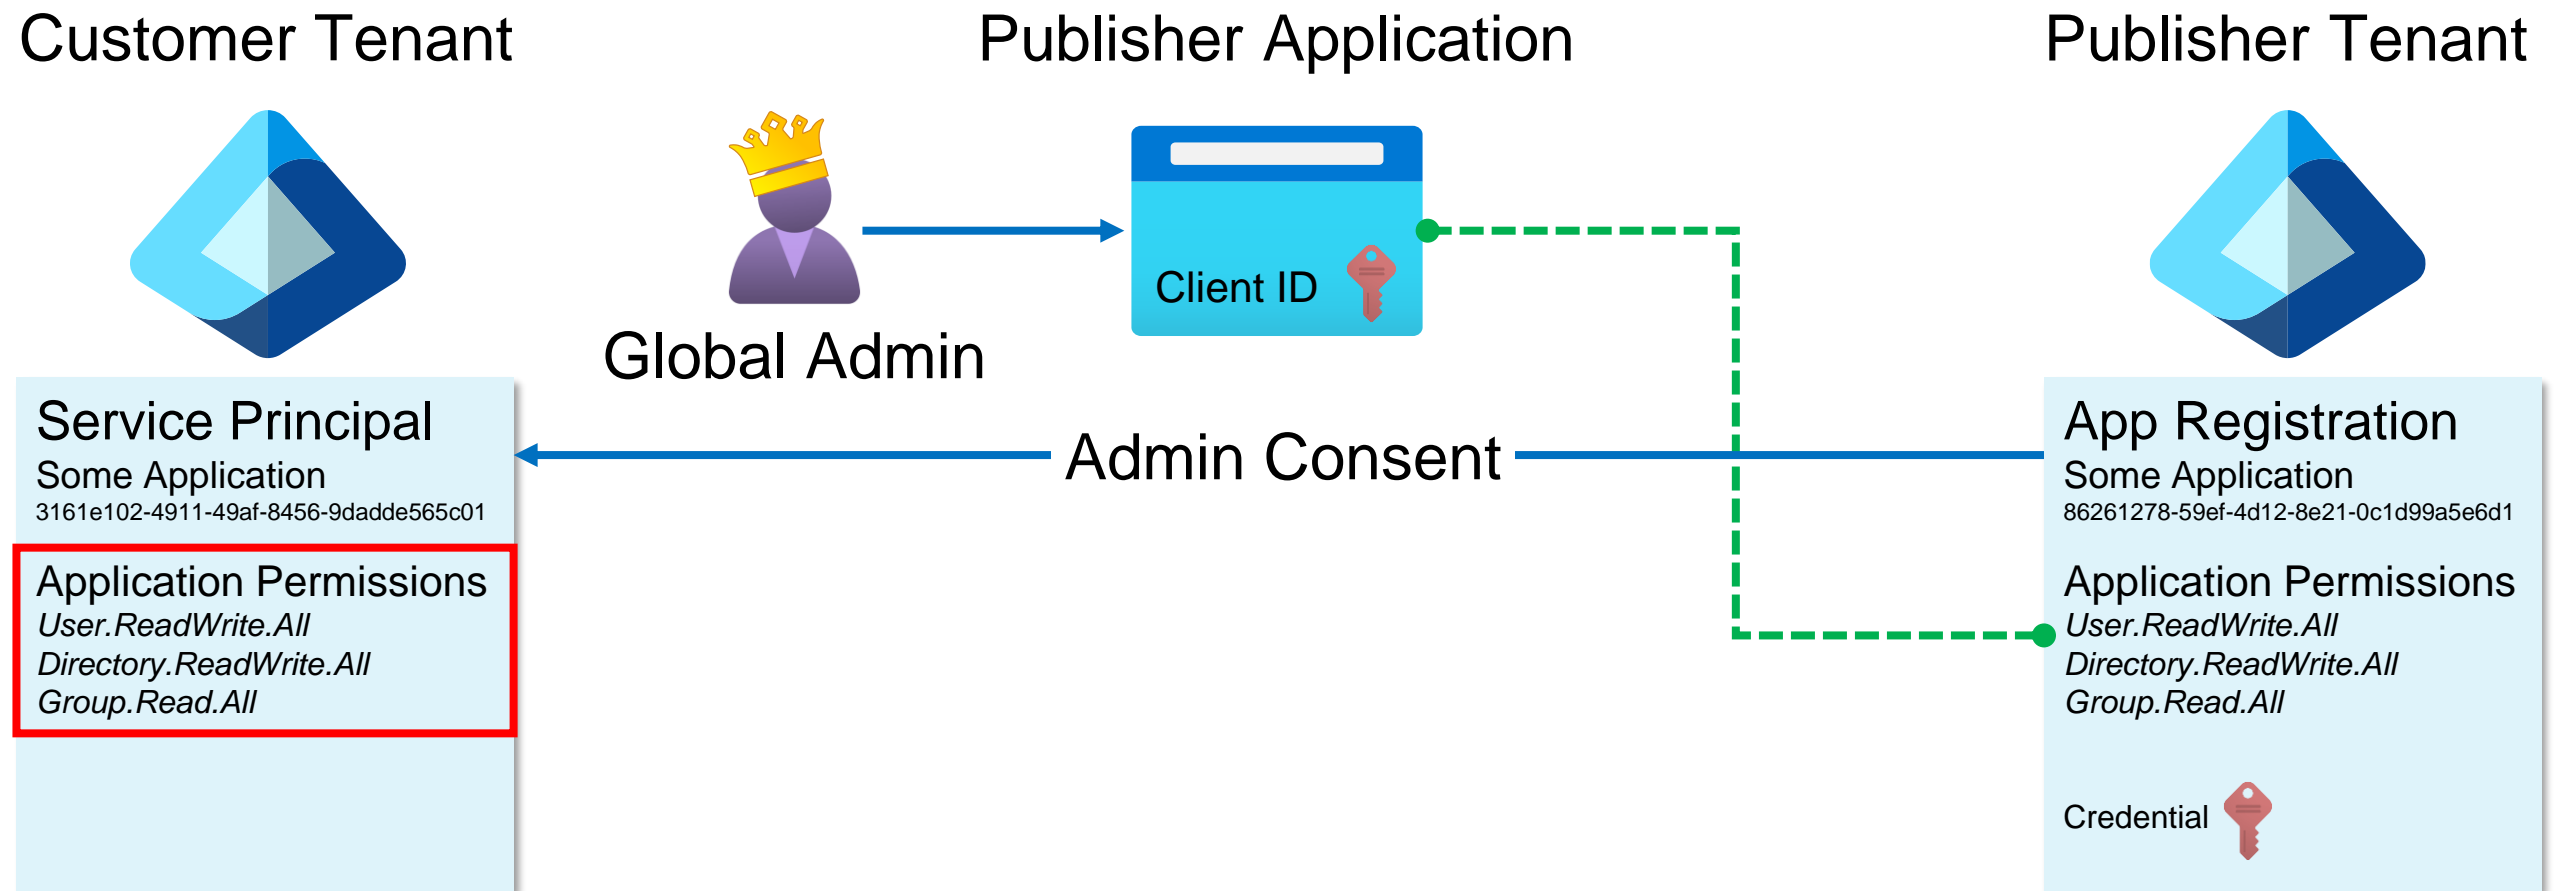 Customer Tenant
Publisher Application
Publisher Tenant
Client ID
Global Admin
Admin Consent
Service Principal
Some Application
3161e102-4911-49af-8456-9dadde565c01
Application Permissions
User.ReadWrite.All
Directory.ReadWrite.All
Group.Read.All
App Registration
Some Application
86261278-59ef-4d12-8e21-0c1d99a5e6d1
Application Permissions
User.ReadWrite.All
Directory.ReadWrite.All
Group.Read.All
Credential